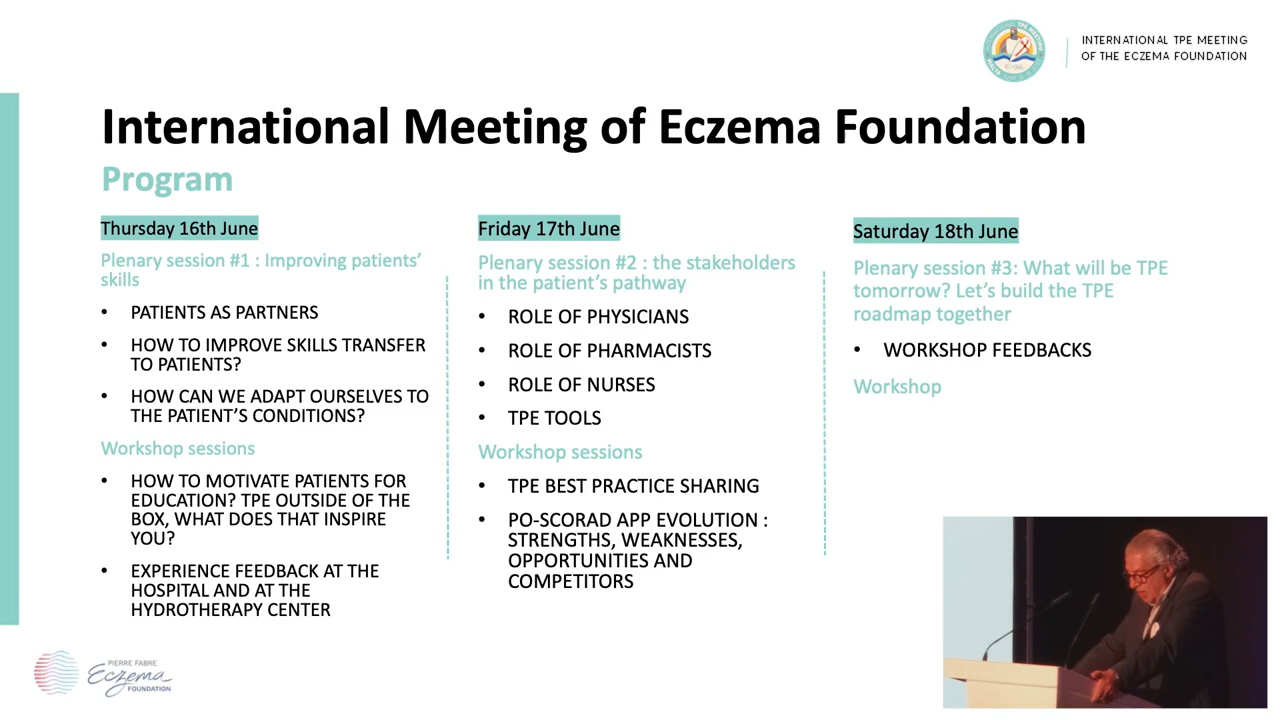 INTERNATIONAL TPE MEETING
OF THE ECZEMA FOUNDATION
International Meeting of Eczema Foundation
Program
Thursday 16th June
Plenary session #1 : Improving patients’
skills
• PATIENTS AS PARTNERS
• HOW TO IMPROVE SKILLS TRANSFER
TO PATIENTS?
• HOW CAN WE ADAPT OURSELVES TO
THE PATIENT’S CONDITIONS?
Workshop sessions
• HOW TO MOTIVATE PATIENTS FOR
EDUCATION? TPE OUTSIDE OF THE
BOX, WHAT DOES THAT INSPIRE
YOU?
• EXPERIENCE FEEDBACK AT THE
HOSPITAL AND AT THE
HYDROTHERAPY CENTER
Friday 17th June
Plenary session #2 : the stakeholders
in the patient’s pathway
• ROLE OF PHYSICIANS
• ROLE OF PHARMACISTS
• ROLE OF NURSES
• TPE TOOLS
Workshop sessions
• TPE BEST PRACTICE SHARING
• PO-SCORAD APP EVOLUTION :
STRENGTHS, WEAKNESSES,
OPPORTUNITIES AND
COMPETITORS
Saturday 18th June
Plenary session #3: What will be TPE
tomorrow? Let’s build the TPE
roadmap together
• WORKSHOP FEEDBACKS
Workshop
PIERRE FABRE
Eczema
FOUNDATION